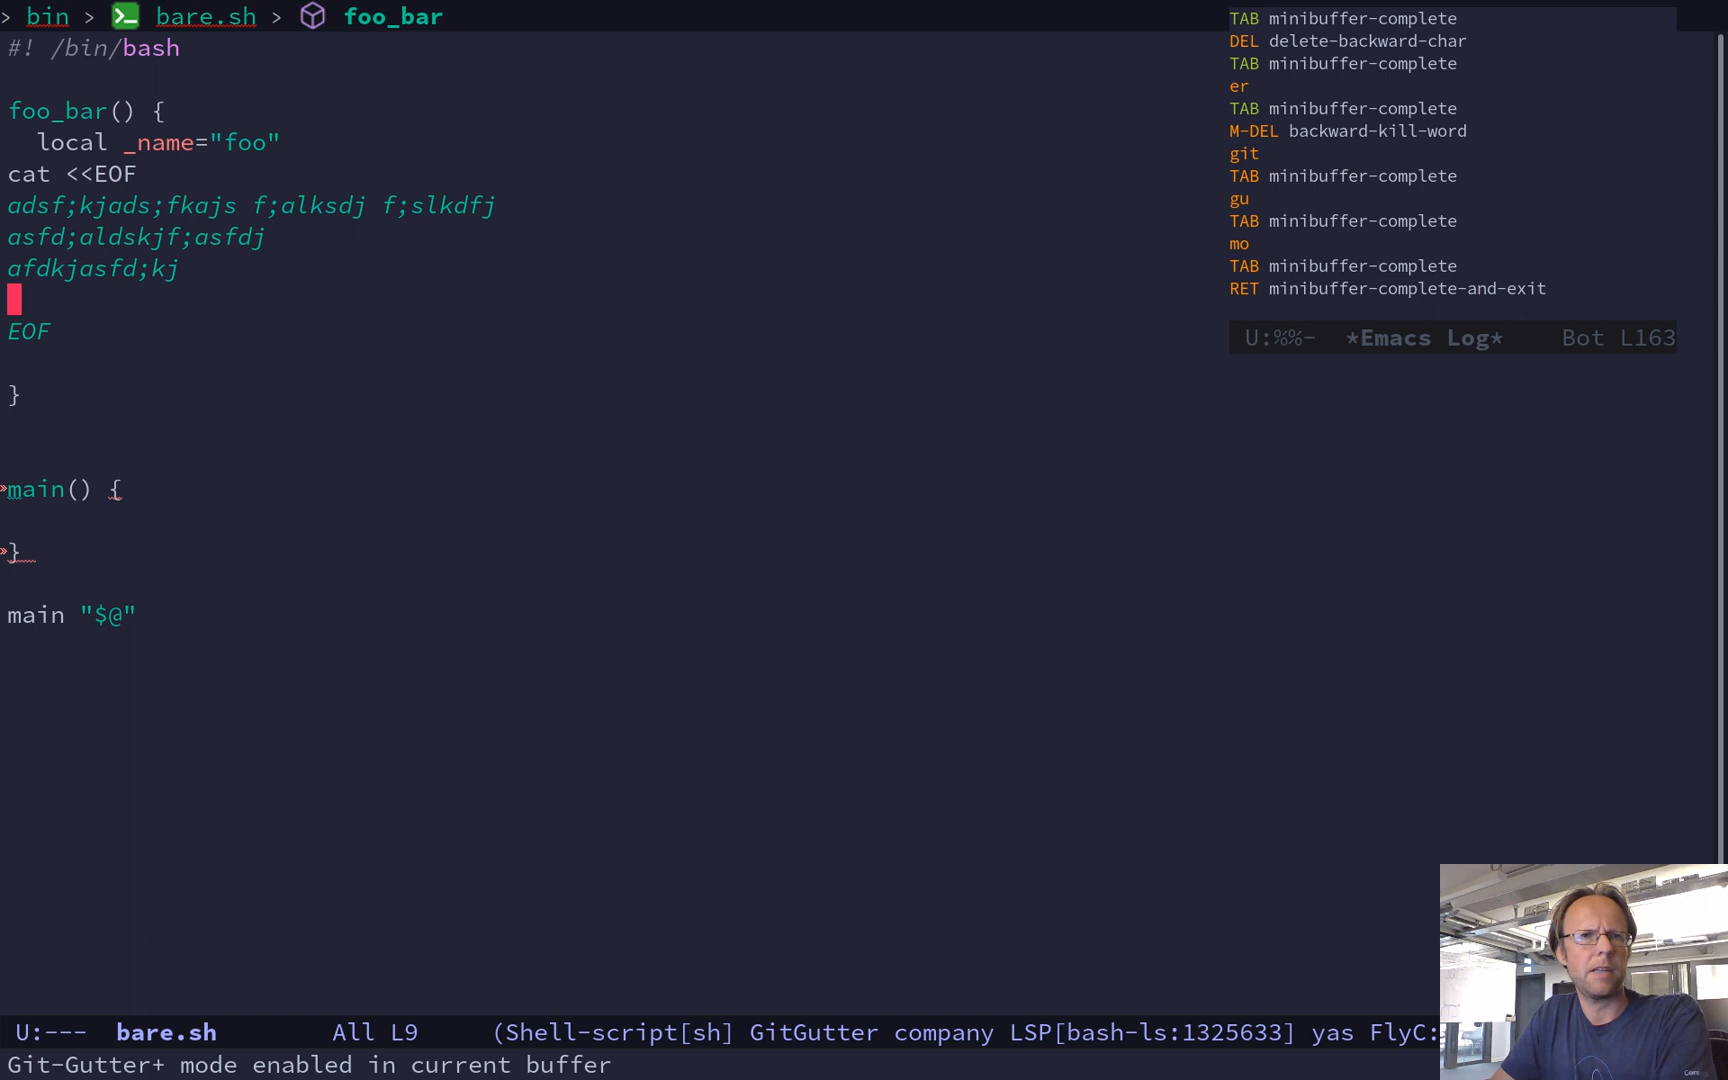 > bin > bare.sh > foo_bar
#! /bin/bash
foo_bar() {
local _name="foo"
cat <<EOF
adsf;kjads;fkajs f;alksdj f;slkdfj
asfd;aldskjf;asfdj
afdkjasfd;kj
EOF
}
main() {
}
main "$@"
TAB minibuffer-complete
DEL delete-backward-char
TAB minibuffer-complete
er
TAB minibuffer-complete
M-DEL backward-kill-word
git
TAB minibuffer-complete
gu
TAB minibuffer-complete
mo
TAB minibuffer-complete
RET minibuffer-complete-and-exit
U:%%- *Emacs Log* Bot L163
U:--- bare.sh All L9 (Shell-script[sh] GitGutter company LSP[bash-ls:1325633] yas FlyC:
Git-Gutter+ mode enabled in current buffer